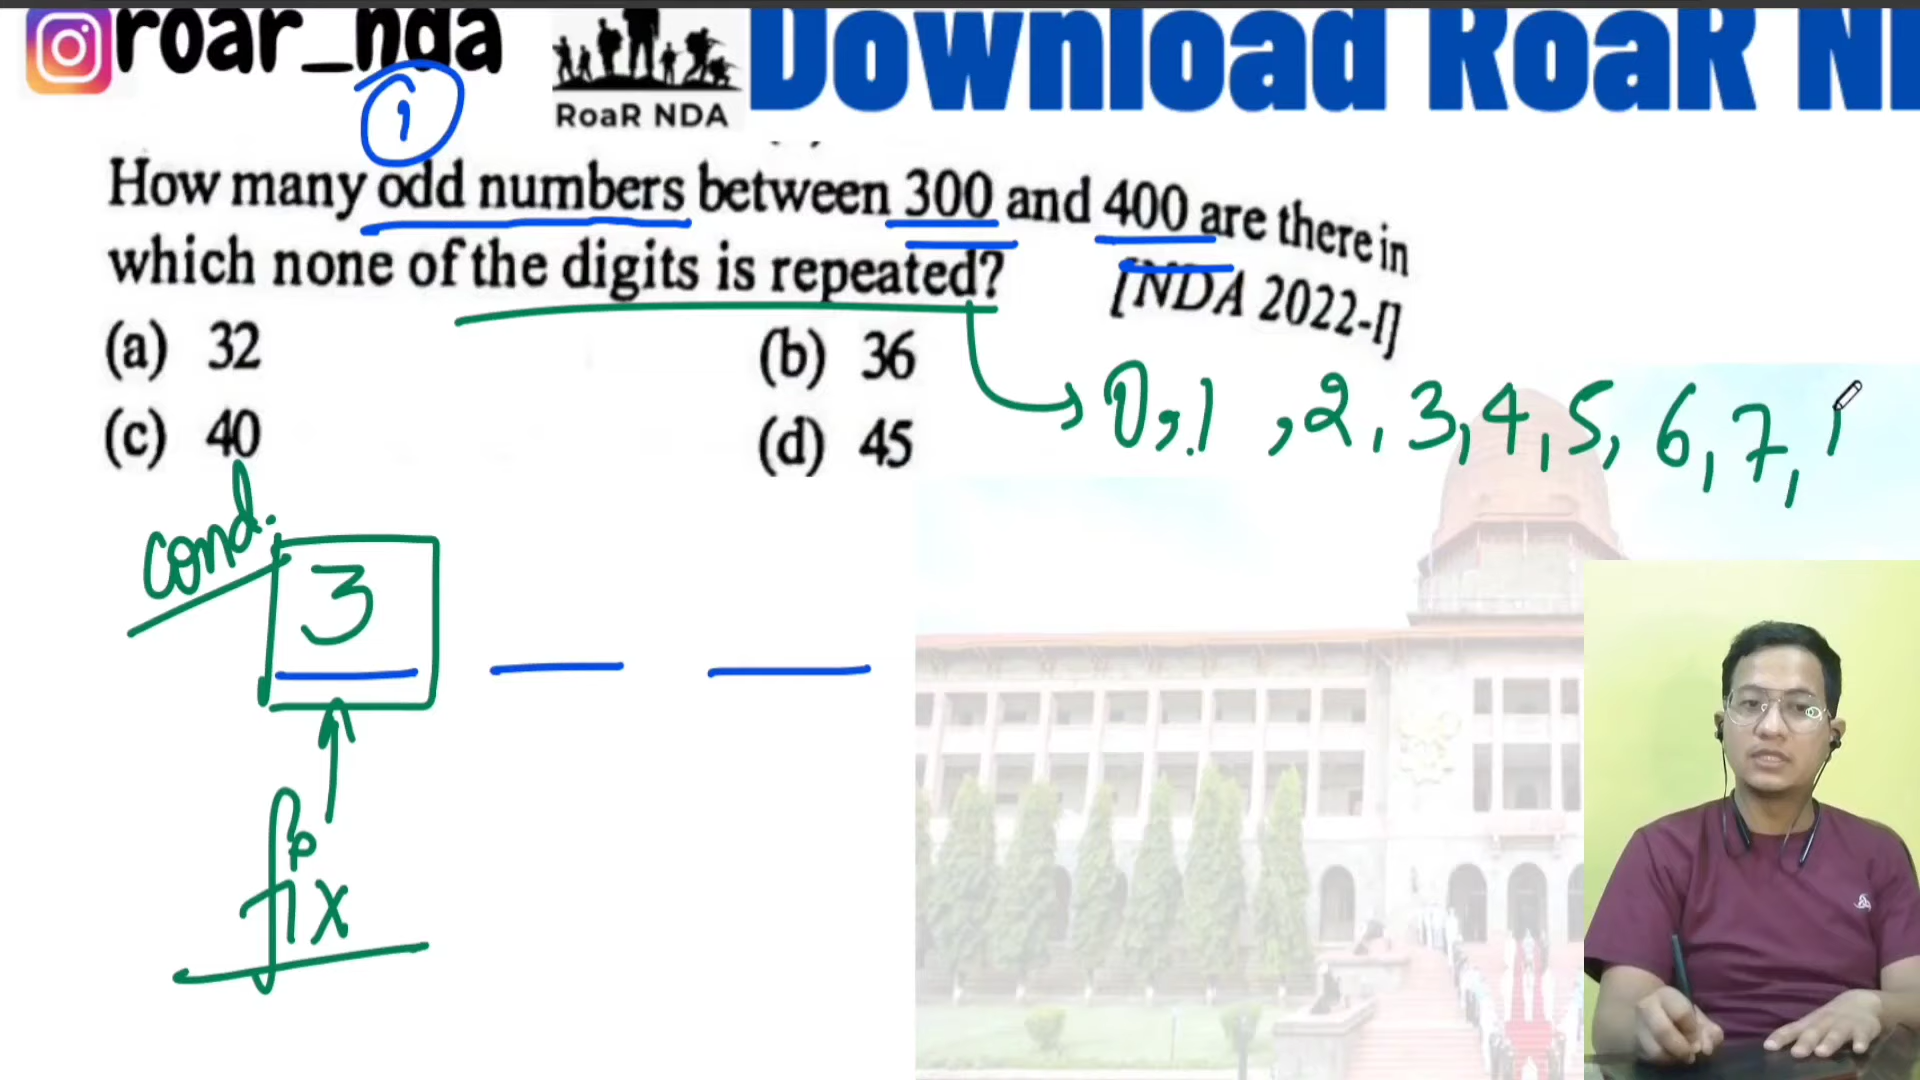 roar_nda
RoaR NDA
Download RoaR N
1
How many odd numbers between 300 and 400 are there in
which none of the digits is repeated?
[NDA 2022-I]
(a) 32
(b) 36
(c) 40
(d) 45
0, 1, 2, 3, 4, 5, 6, 7,
cond.
3
fix